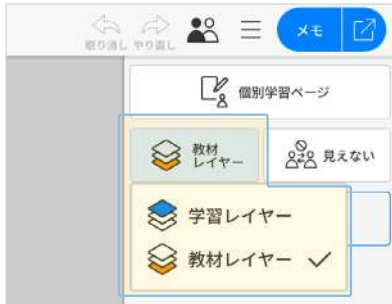 取り消し
やり直し
メモ
個別学習ページ
教材
レイヤー
見えない
学習レイヤー
教材レイヤー